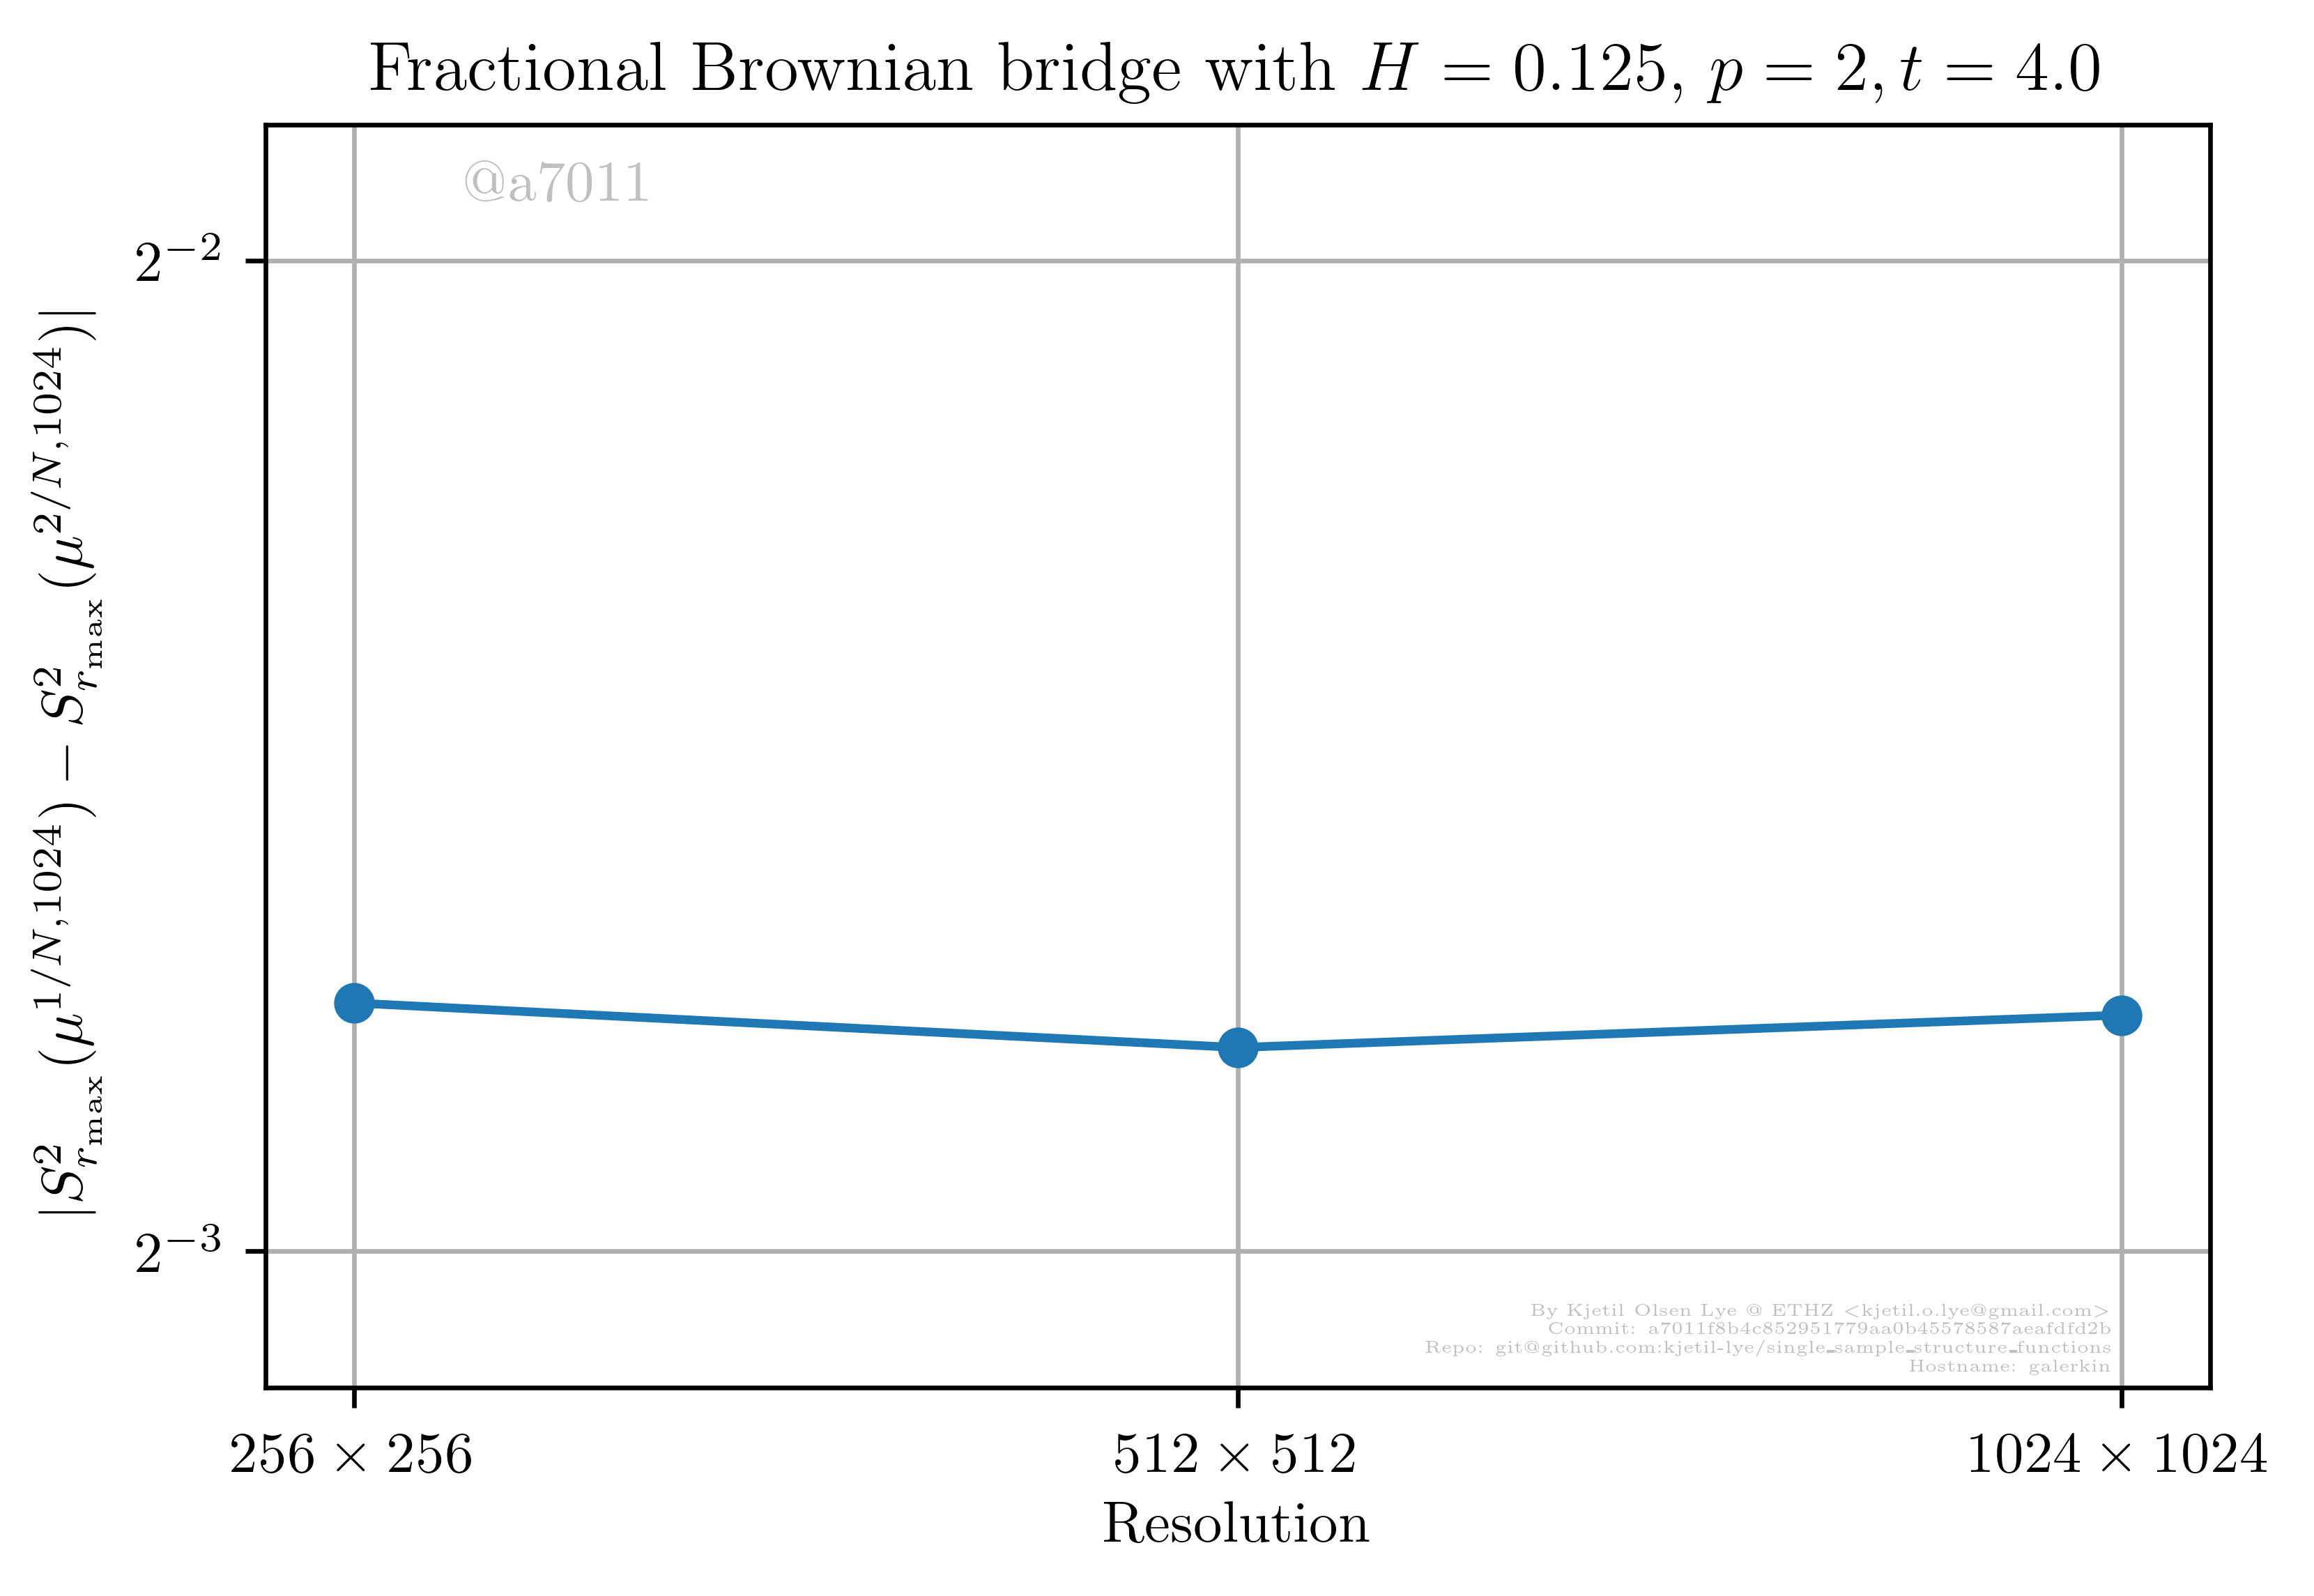 Fractional Brownian bridge with H = 0.125, p = 2, t = 4.0
@a7011
2⁻²
2⁻³
|S²_{r_max}(μ^{1/N,1024}) − S²_{r_max}(μ^{2/N,1024})|
By Kjetil Olsen Lye @ ETHZ <kjetil.o.lye@gmail.com>
Commit: a7011f8b4c852951779aa0b45578587aeafdfd2b
Repo: git@github.com:kjetil-lye/single_sample_structure_functions
Hostname: galerkin
256 × 256 512 × 512 1024 × 1024
Resolution